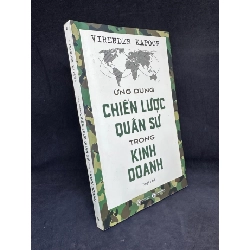 VIRENDER KAPOOR
ỨNG DỤNG
CHIẾN LƯỢC
QUÂN SỰ
TRONG
KINH
DOANH